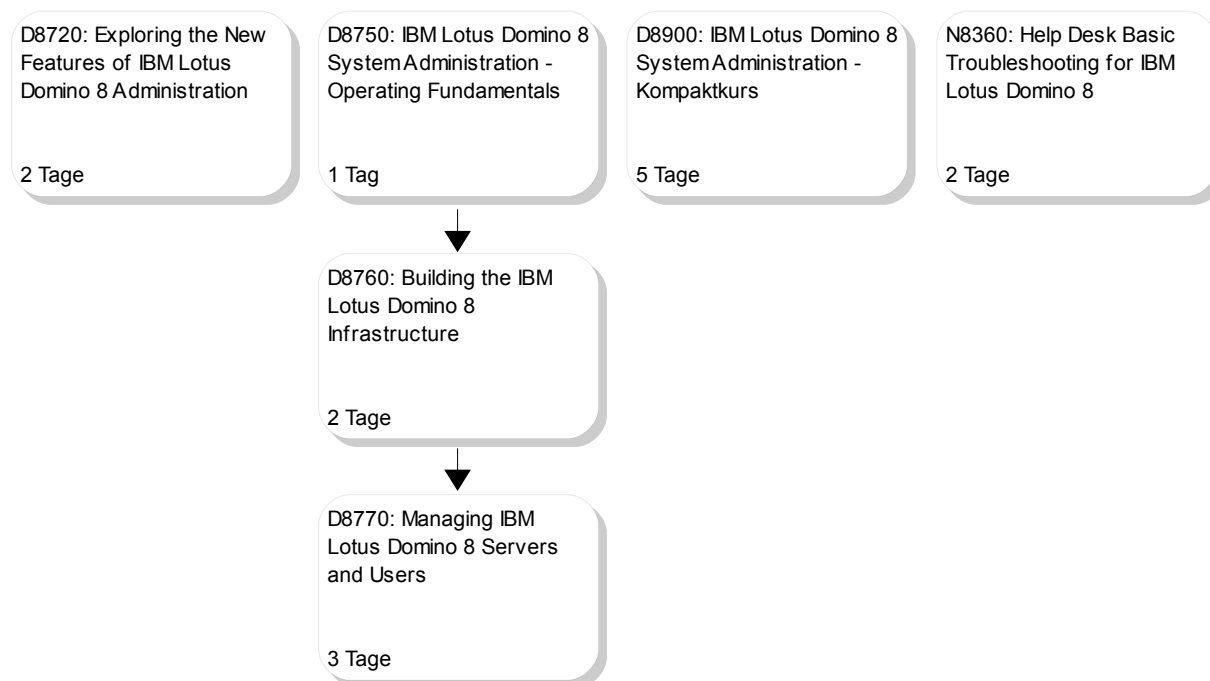 D8720: Exploring the New
Features of IBM Lotus
Domino 8 Administration
2 Tage
D8750: IBM Lotus Domino 8
System Administration -
Operating Fundamentals
1 Tag
D8900: IBM Lotus Domino 8
System Administration -
Kompaktkurs
5 Tage
N8360: Help Desk Basic
Troubleshooting for IBM
Lotus Domino 8
2 Tage
D8760: Building the IBM
Lotus Domino 8
Infrastructure
2 Tage
D8770: Managing IBM
Lotus Domino 8 Servers
and Users
3 Tage